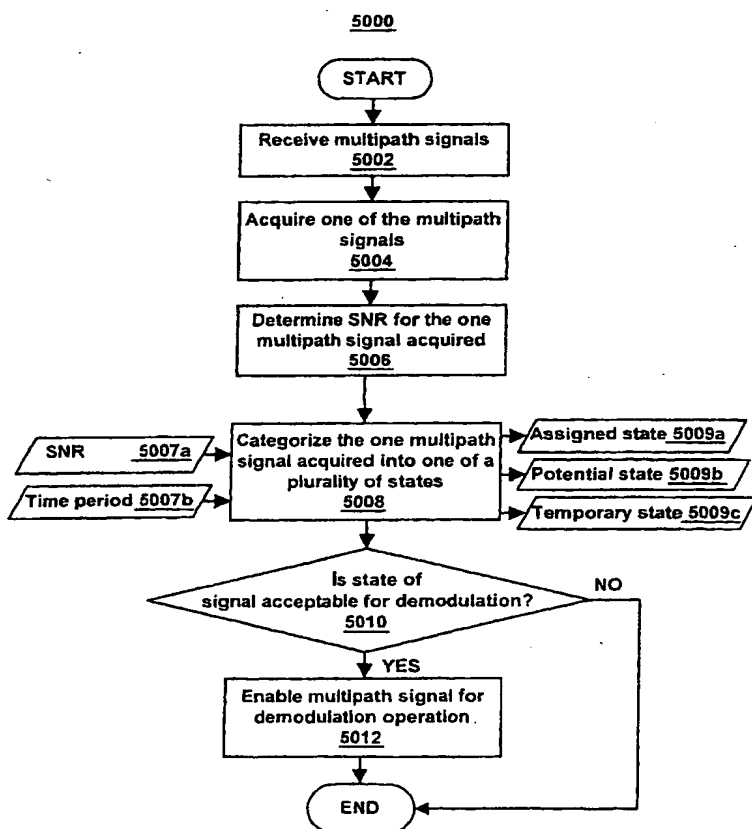 5000
START
Receive multipath signals
5002
Acquire one of the multipath
signals
5004
Determine SNR for the one
multipath signal acquired
5006
SNR 5007a
Time period 5007b
Categorize the one multipath
signal acquired into one of a
plurality of states
5008
Assigned state 5009a
Potential state 5009b
Temporary state 5009c
Is state of
signal acceptable for demodulation?
5010
NO
YES
Enable multipath signal for
demodulation operation
5012
END